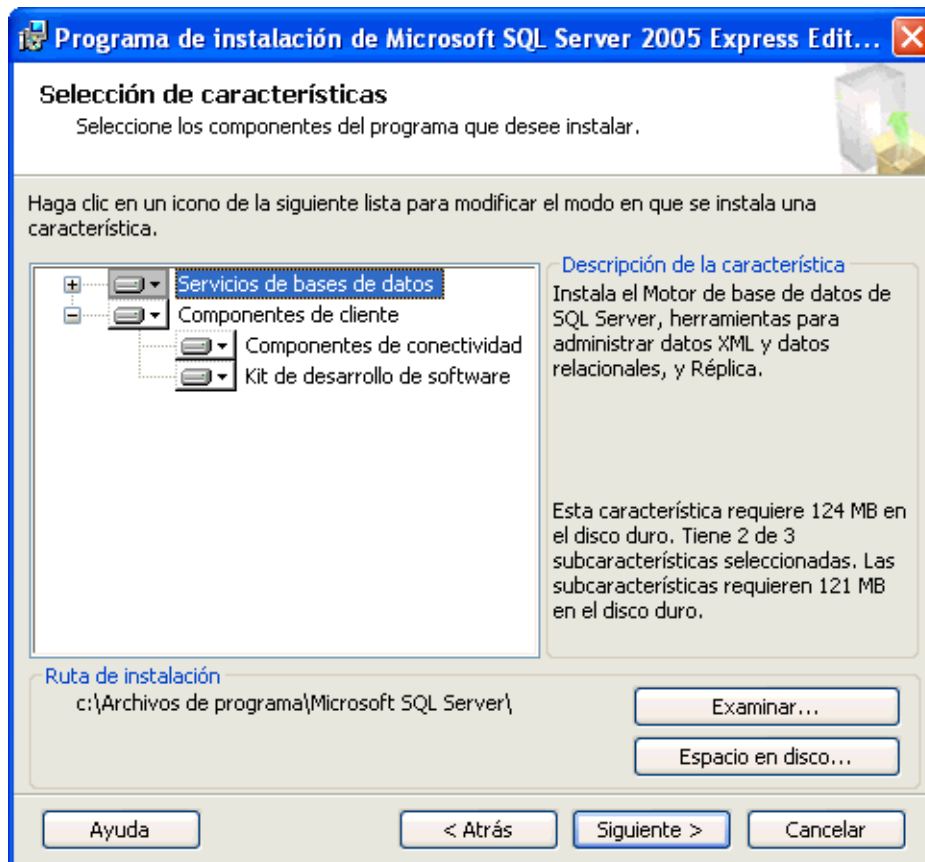 Programa de instalación de Microsoft SQL Server 2005 Express Edit...
Selección de características
Seleccione los componentes del programa que desee instalar.
Haga clic en un icono de la siguiente lista para modificar el modo en que se instala una
característica.
Servicios de bases de datos
Componentes de cliente
Componentes de conectividad
Kit de desarrollo de software
Descripción de la característica
Instala el Motor de base de datos de
SQL Server, herramientas para
administrar datos XML y datos
relacionales, y Réplica.
Esta característica requiere 124 MB en
el disco duro. Tiene 2 de 3
subcaracterísticas seleccionadas. Las
subcaracterísticas requieren 121 MB
en el disco duro.
Ruta de instalación
c:\Archivos de programa\Microsoft SQL Server\
Examinar...
Espacio en disco...
Ayuda
< Atrás
Siguiente >
Cancelar